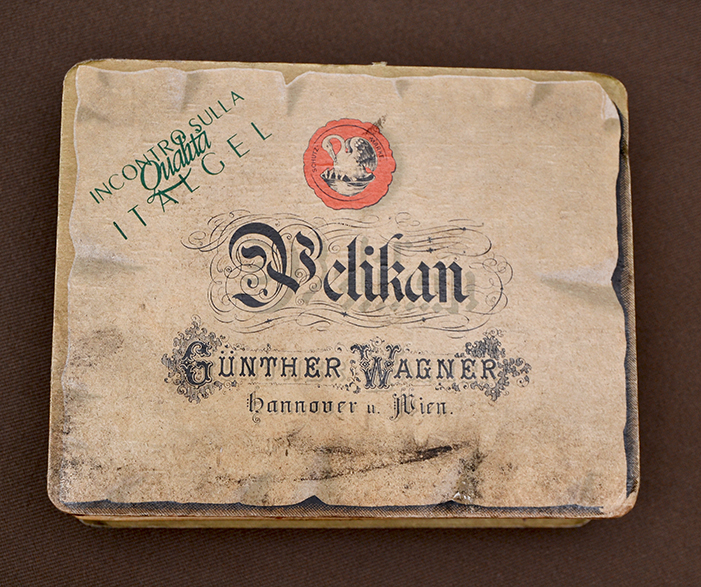 INCONTRO SULLA
Qualità
ITALGEL
Pelikan
GÜNTHER WAGNER
Hannover u. Wien.